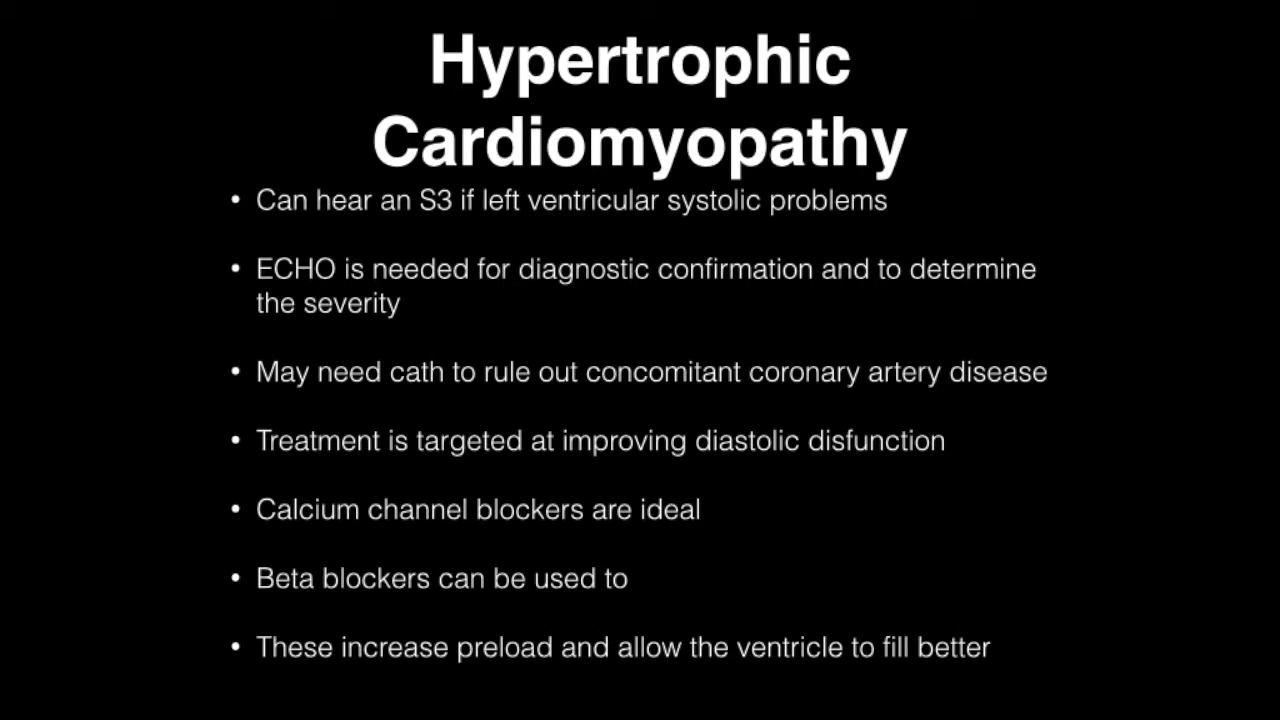 Hypertrophic
Cardiomyopathy
• Can hear an S3 if left ventricular systolic problems
• ECHO is needed for diagnostic confirmation and to determine
the severity
• May need cath to rule out concomitant coronary artery disease
• Treatment is targeted at improving diastolic disfunction
• Calcium channel blockers are ideal
• Beta blockers can be used to
• These increase preload and allow the ventricle to fill better